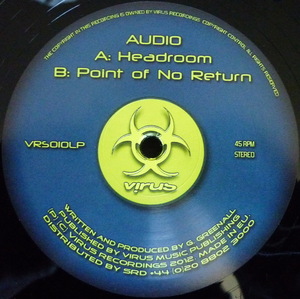 THE COPYRIGHT IN THIS RECORDING IS OWNED BY VIRUS RECORDINGS. COPYRIGHT CONTROL ALL RIGHTS RESERVED
AUDIO
A: Headroom
B: Point of No Return
VRS010LP
45 RPM
STEREO
virus
WRITTEN AND PRODUCED BY G. GREENALL
PUBLISHED BY VIRUS MUSIC PUBLISHING.
(P)(C) VIRUS RECORDINGS 2012. MADE IN E.U.
DISTRIBUTED BY SRD +44 (0)20 8802 3000